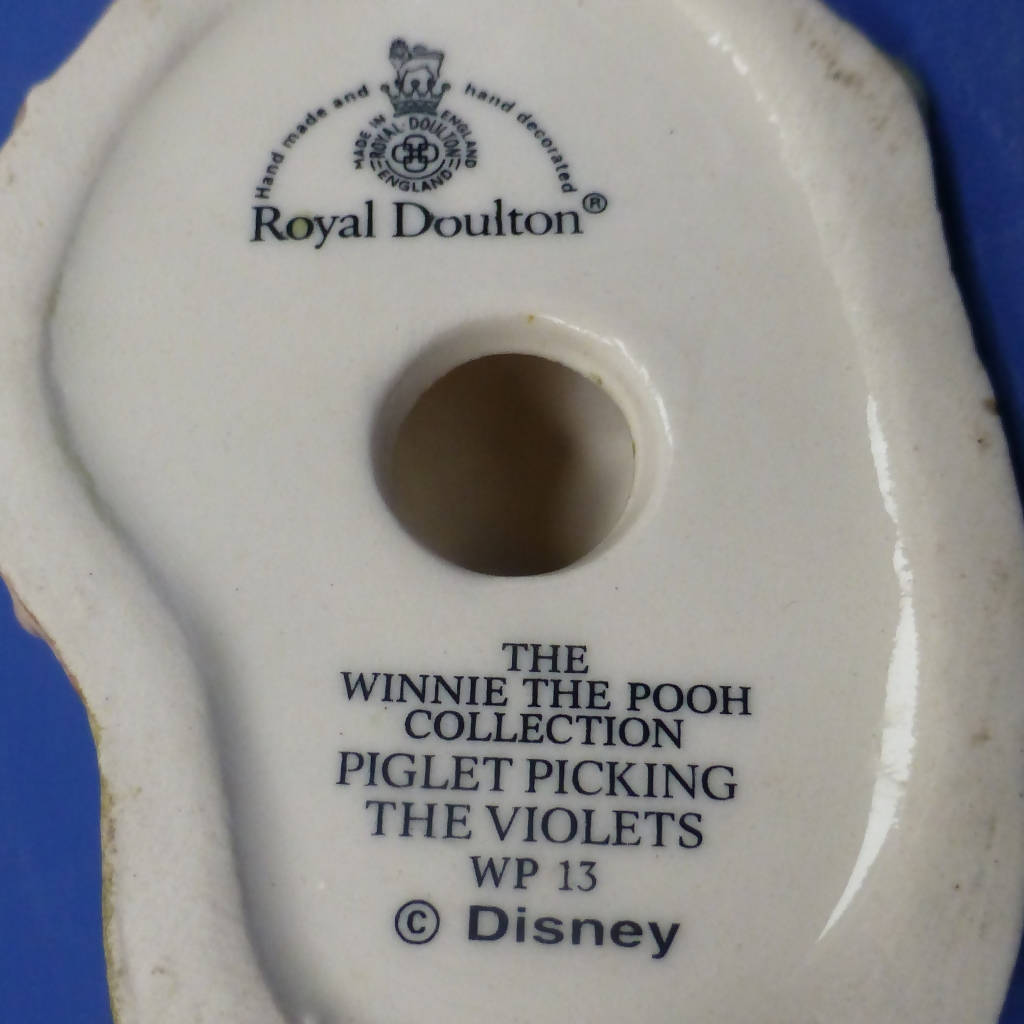 Hand made and hand decorated
MADE IN ENGLAND
ROYAL DOULTON
ENGLAND
Royal Doulton®
THE
WINNIE THE POOH
COLLECTION
PIGLET PICKING
THE VIOLETS
WP 13
© Disney